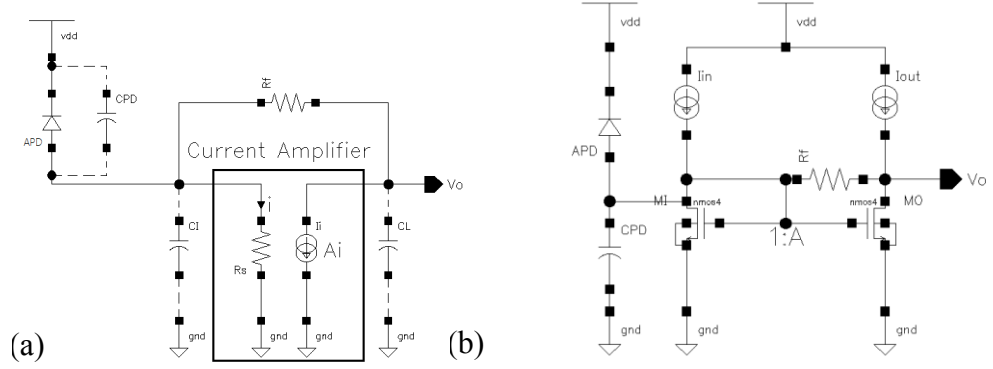 vdd
CPD
APD
Rf
Current Amplifier
Vo
CI
i
Rs
Ii
Ai
CL
gnd
gnd
gnd
gnd
(a)
vdd
vdd
Iin
Iout
APD
Rf
Vo
MI
nmos4
nmos4
MO
CPD
1:A
gnd
gnd
gnd
(b)